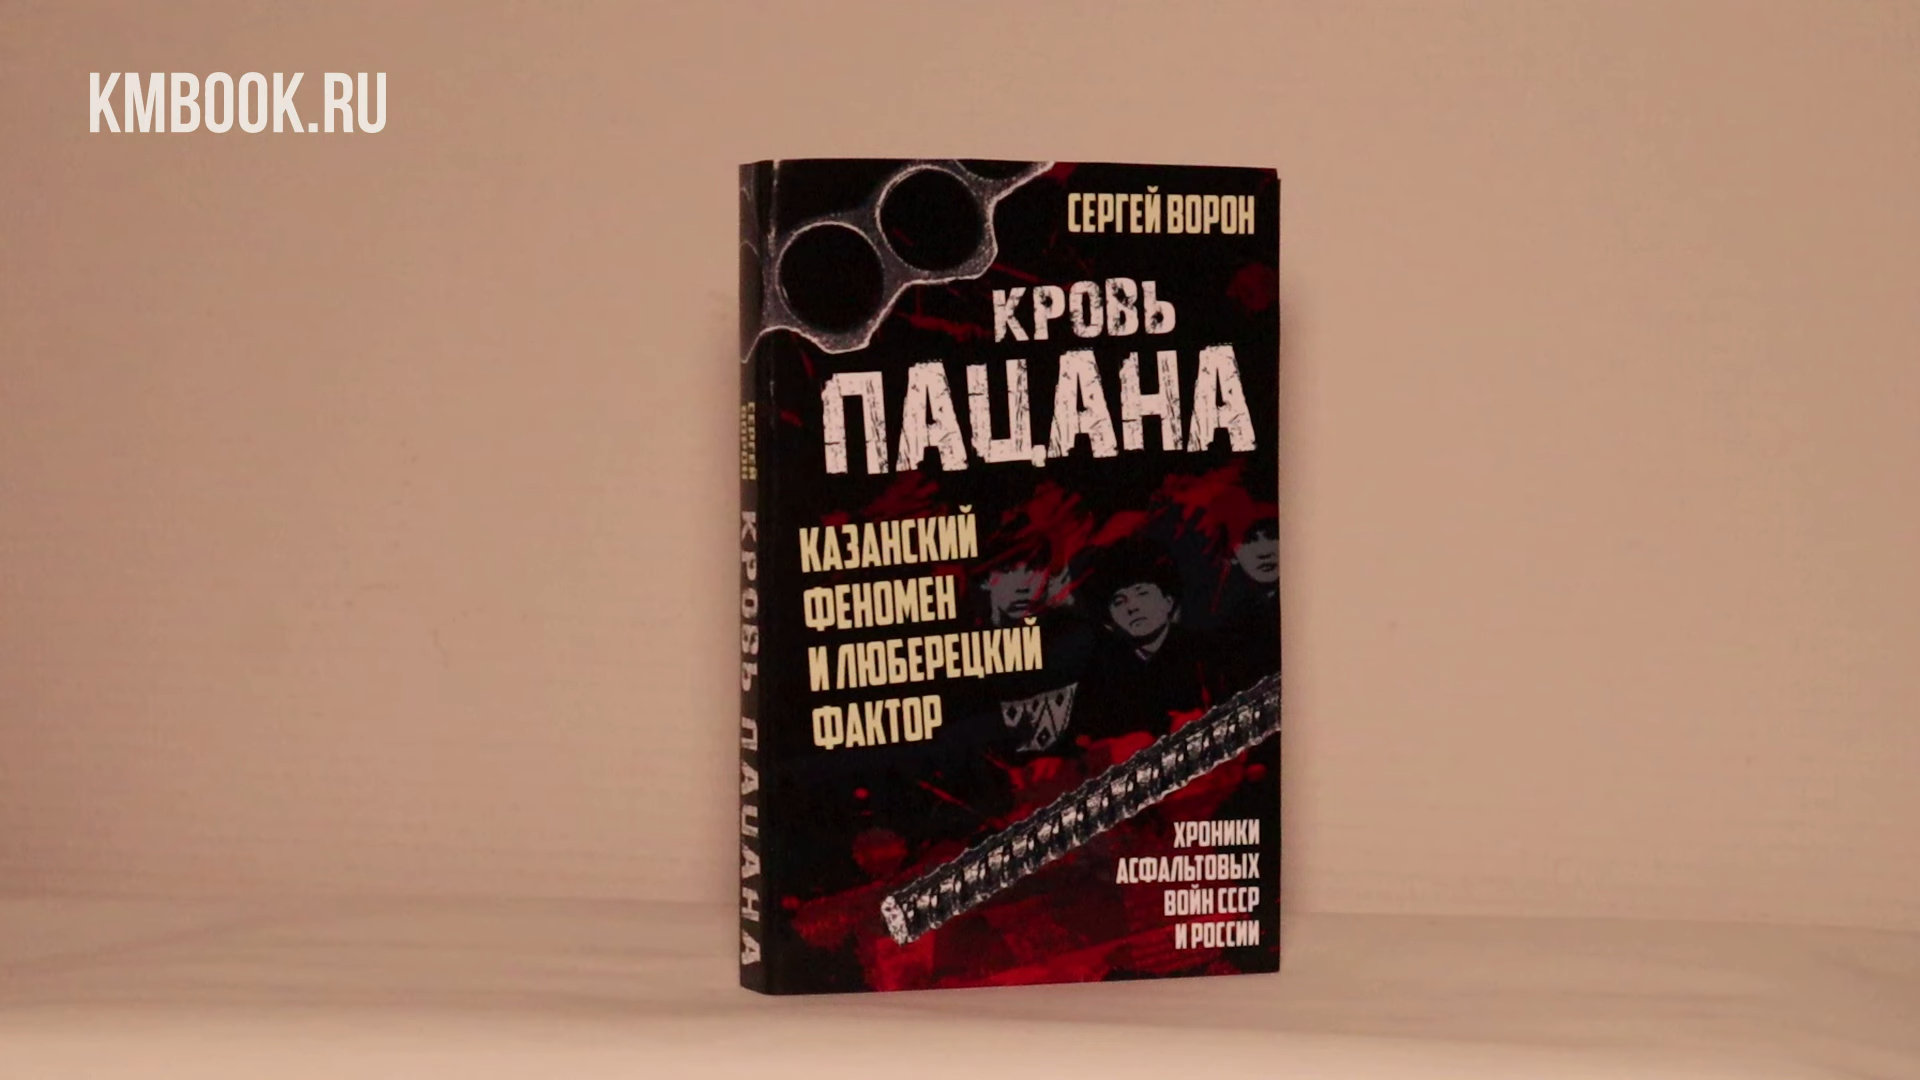 KMBOOK.RU
СЕРГЕЙ ВОРОН
КРОВЬ
ПАЦАНА
КАЗАНСКИЙ
ФЕНОМЕН
И ЛЮБЕРЕЦКИЙ
ФАКТОР
ХРОНИКИ
АСФАЛЬТОВЫХ
ВОЙН СССР
И РОССИИ
СЕРГЕЙ
ВОРОН
КРОВЬ ПАЦАНА